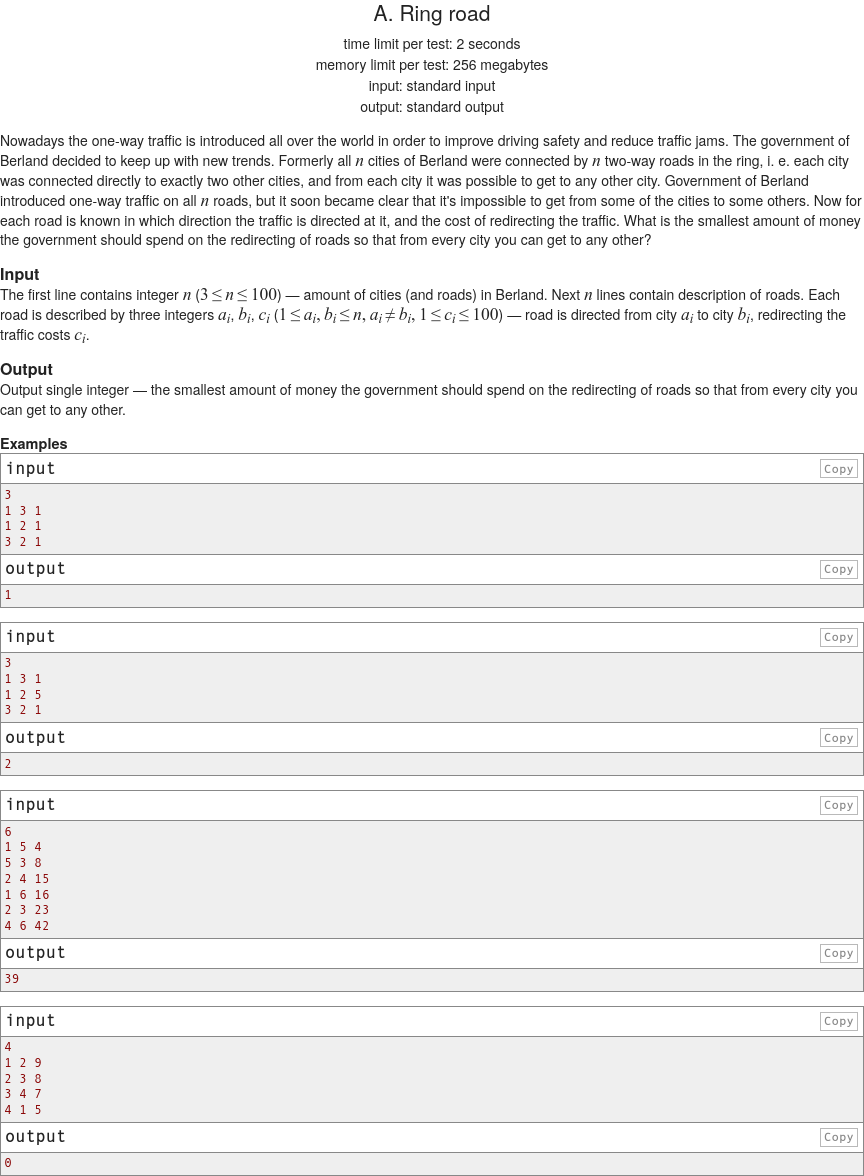 A. Ring road
time limit per test: 2 seconds
memory limit per test: 256 megabytes
input: standard input
output: standard output
Nowadays the one-way traffic is introduced all over the world in order to improve driving safety and reduce traffic jams. The government of
Berland decided to keep up with new trends. Formerly all n cities of Berland were connected by n two-way roads in the ring, i. e. each city
was connected directly to exactly two other cities, and from each city it was possible to get to any other city. Government of Berland
introduced one-way traffic on all n roads, but it soon became clear that it's impossible to get from some of the cities to some others. Now for
each road is known in which direction the traffic is directed at it, and the cost of redirecting the traffic. What is the smallest amount of money
the government should spend on the redirecting of roads so that from every city you can get to any other?
Input
The first line contains integer n (3 ≤ n ≤ 100) — amount of cities (and roads) in Berland. Next n lines contain description of roads. Each
road is described by three integers a_i, b_i, c_i (1 ≤ a_i, b_i ≤ n, a_i ≠ b_i, 1 ≤ c_i ≤ 100) — road is directed from city a_i to city b_i, redirecting the
traffic costs c_i.
Output
Output single integer — the smallest amount of money the government should spend on the redirecting of roads so that from every city you
can get to any other.
Examples
input Copy
3
1 3 1
1 2 1
3 2 1
output Copy
1
input Copy
3
1 3 1
1 2 5
3 2 1
output Copy
2
input Copy
6
1 5 4
5 3 8
2 4 15
1 6 16
2 3 23
4 6 42
output Copy
39
input Copy
4
1 2 9
2 3 8
3 4 7
4 1 5
output Copy
0